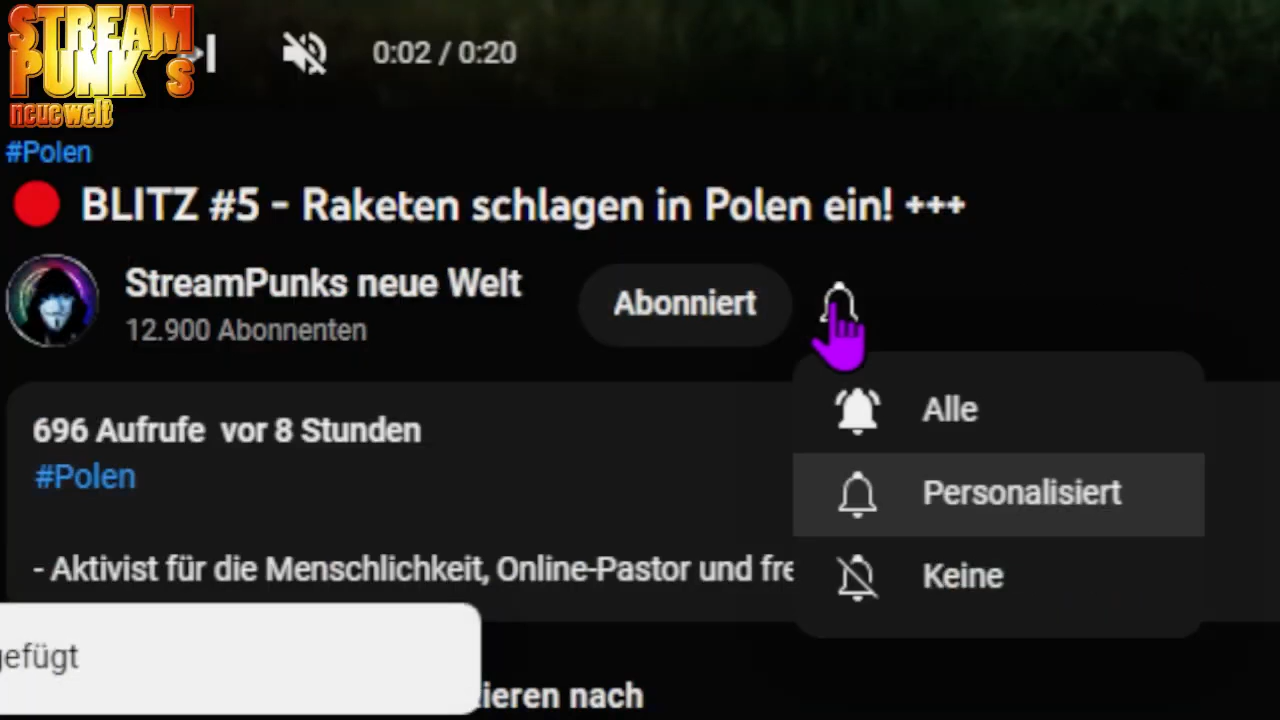 STREAM
PUNK´s
neue welt
0:02 / 0:20
#Polen
BLITZ #5 - Raketen schlagen in Polen ein! +++
StreamPunks neue Welt
12.900 Abonnenten
Abonniert
Alle
Personalisiert
Keine
696 Aufrufe vor 8 Stunden
#Polen
- Aktivist für die Menschlichkeit, Online-Pastor und fre
gefügt
tieren nach